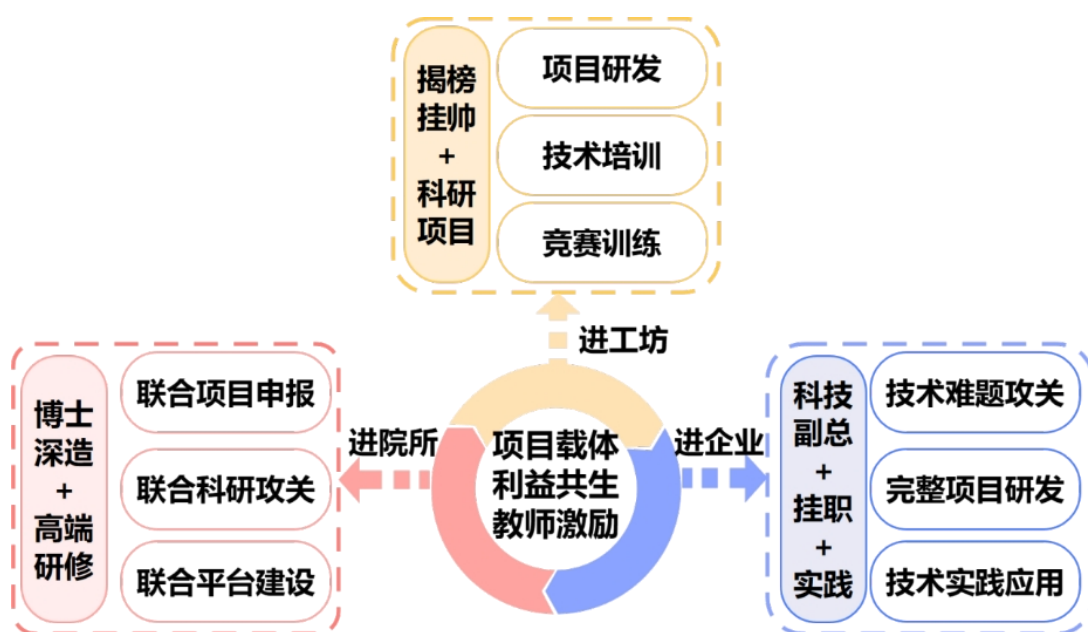 揭榜
挂帅
+
科研
项目
项目研发
技术培训
竞赛训练
进工坊
博士
深造
+
高端
研修
联合项目申报
联合科研攻关
联合平台建设
进院所
项目载体
利益共生
教师激励
进企业
科技
副总
+
挂职
+
实践
技术难题攻关
完整项目研发
技术实践应用